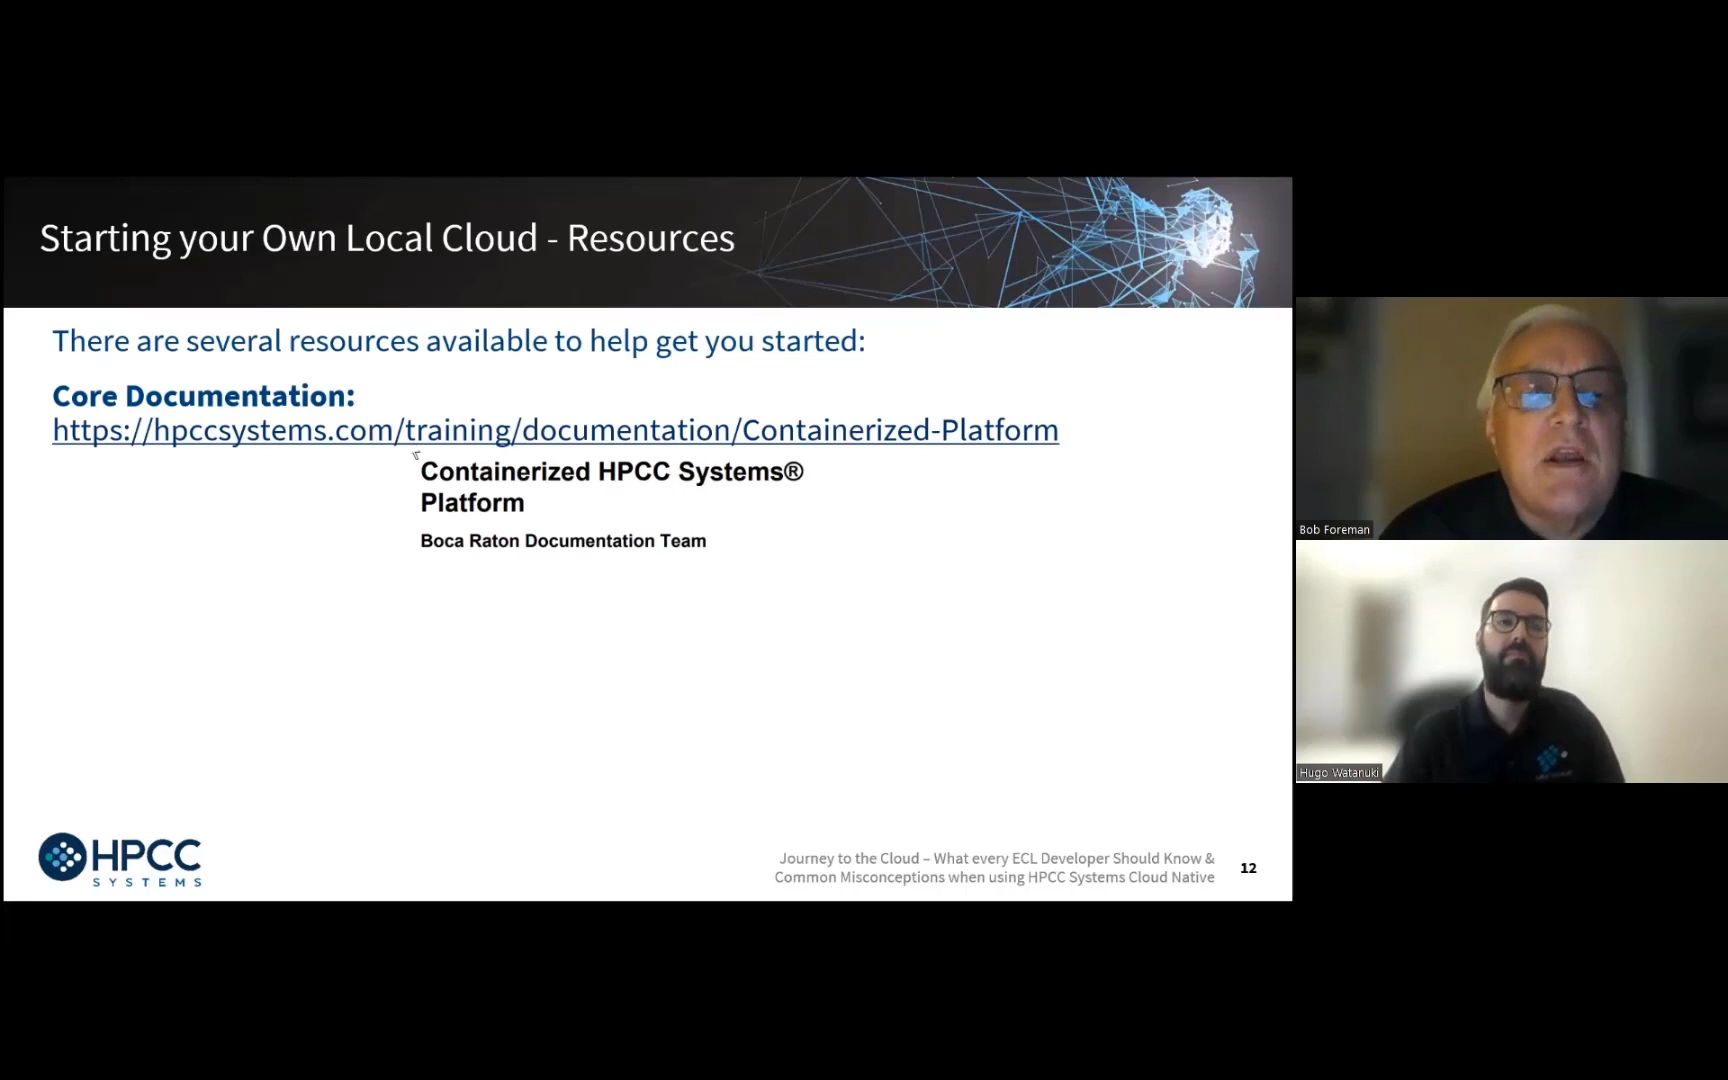 Starting your Own Local Cloud - Resources
There are several resources available to help get you started:
Core Documentation:
https://hpccsystems.com/training/documentation/Containerized-Platform
Containerized HPCC Systems®
Platform
Boca Raton Documentation Team
HPCC
SYSTEMS
Journey to the Cloud – What every ECL Developer Should Know &
Common Misconceptions when using HPCC Systems Cloud Native
12
Bob Foreman
Hugo Watanuki